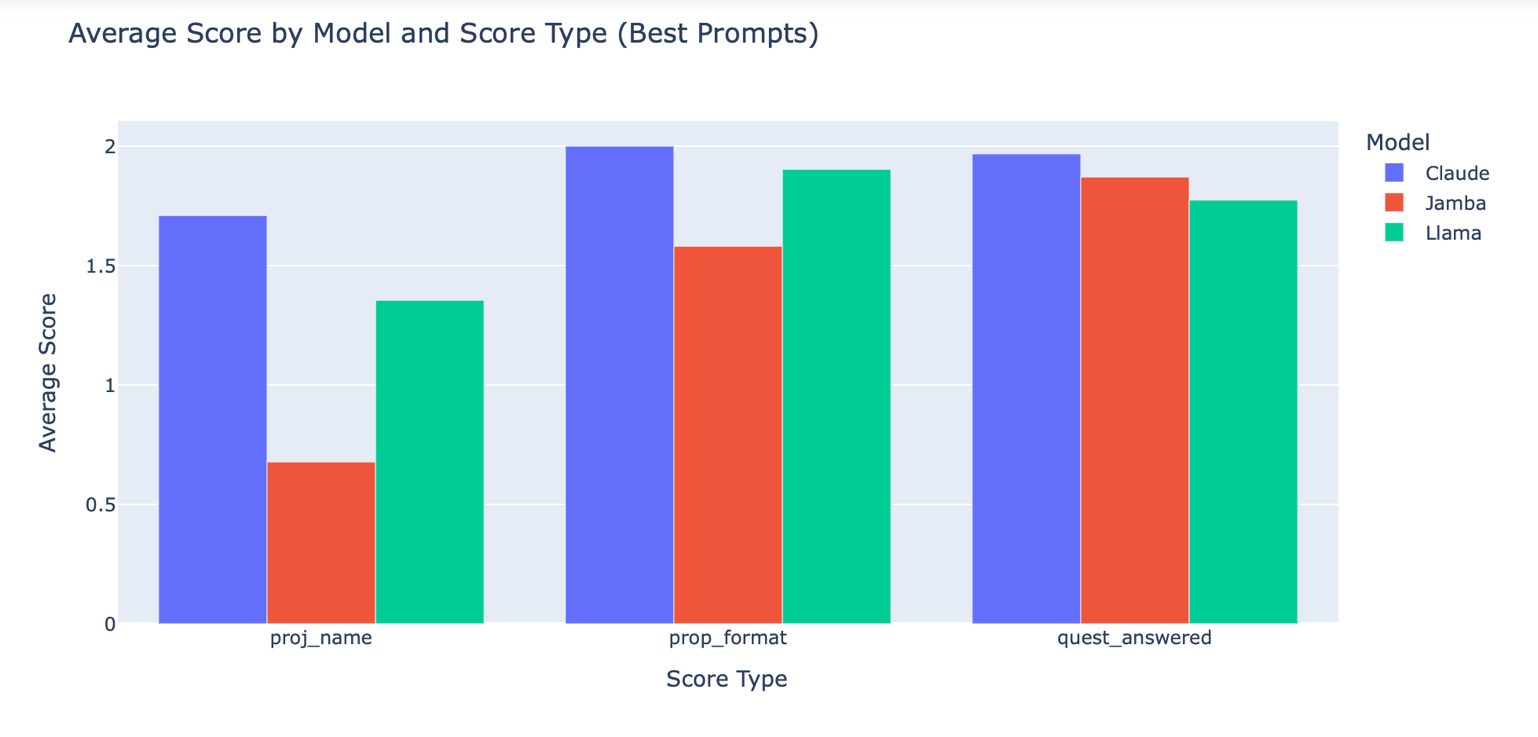 Average Score by Model and Score Type (Best Prompts)
Model
Claude
Jamba
Llama
Average Score
2
1.5
1
0.5
0
proj_name
prop_format
quest_answered
Score Type